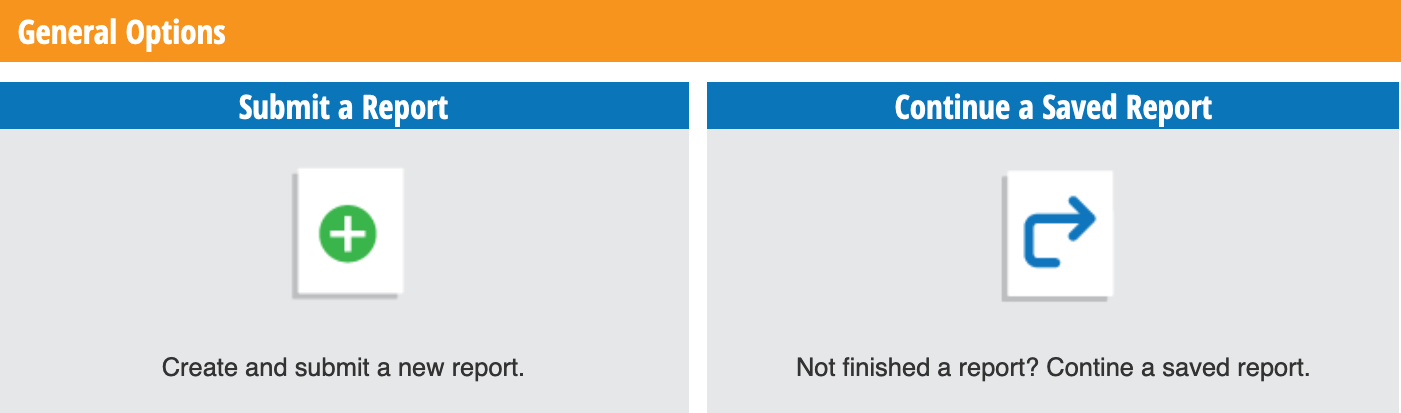 General Options
Submit a Report
Continue a Saved Report
Create and submit a new report.
Not finished a report? Contine a saved report.